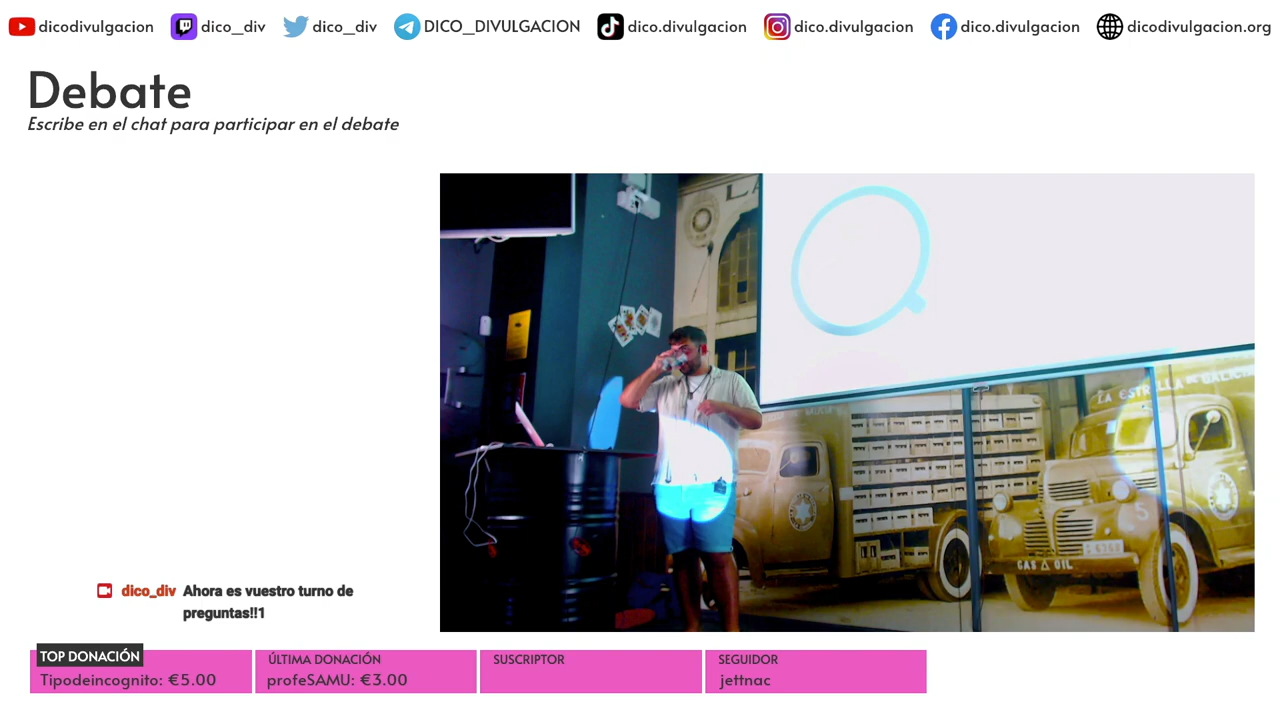 dicodivulgacion dico_div dico_div DICO_DIVULGACION dico.divulgacion dico.divulgacion dico.divulgacion dicodivulgacion.org
Debate
Escribe en el chat para participar en el debate
LA ESTRELLA DE GALICIA
5
GAS OIL
dico_div Ahora es vuestro turno de
preguntas!!1
TOP DONACIÓN ÚLTIMA DONACIÓN SUSCRIPTOR SEGUIDOR
Tipodeincognito: €5.00 profeSAMU: €3.00 jettnac